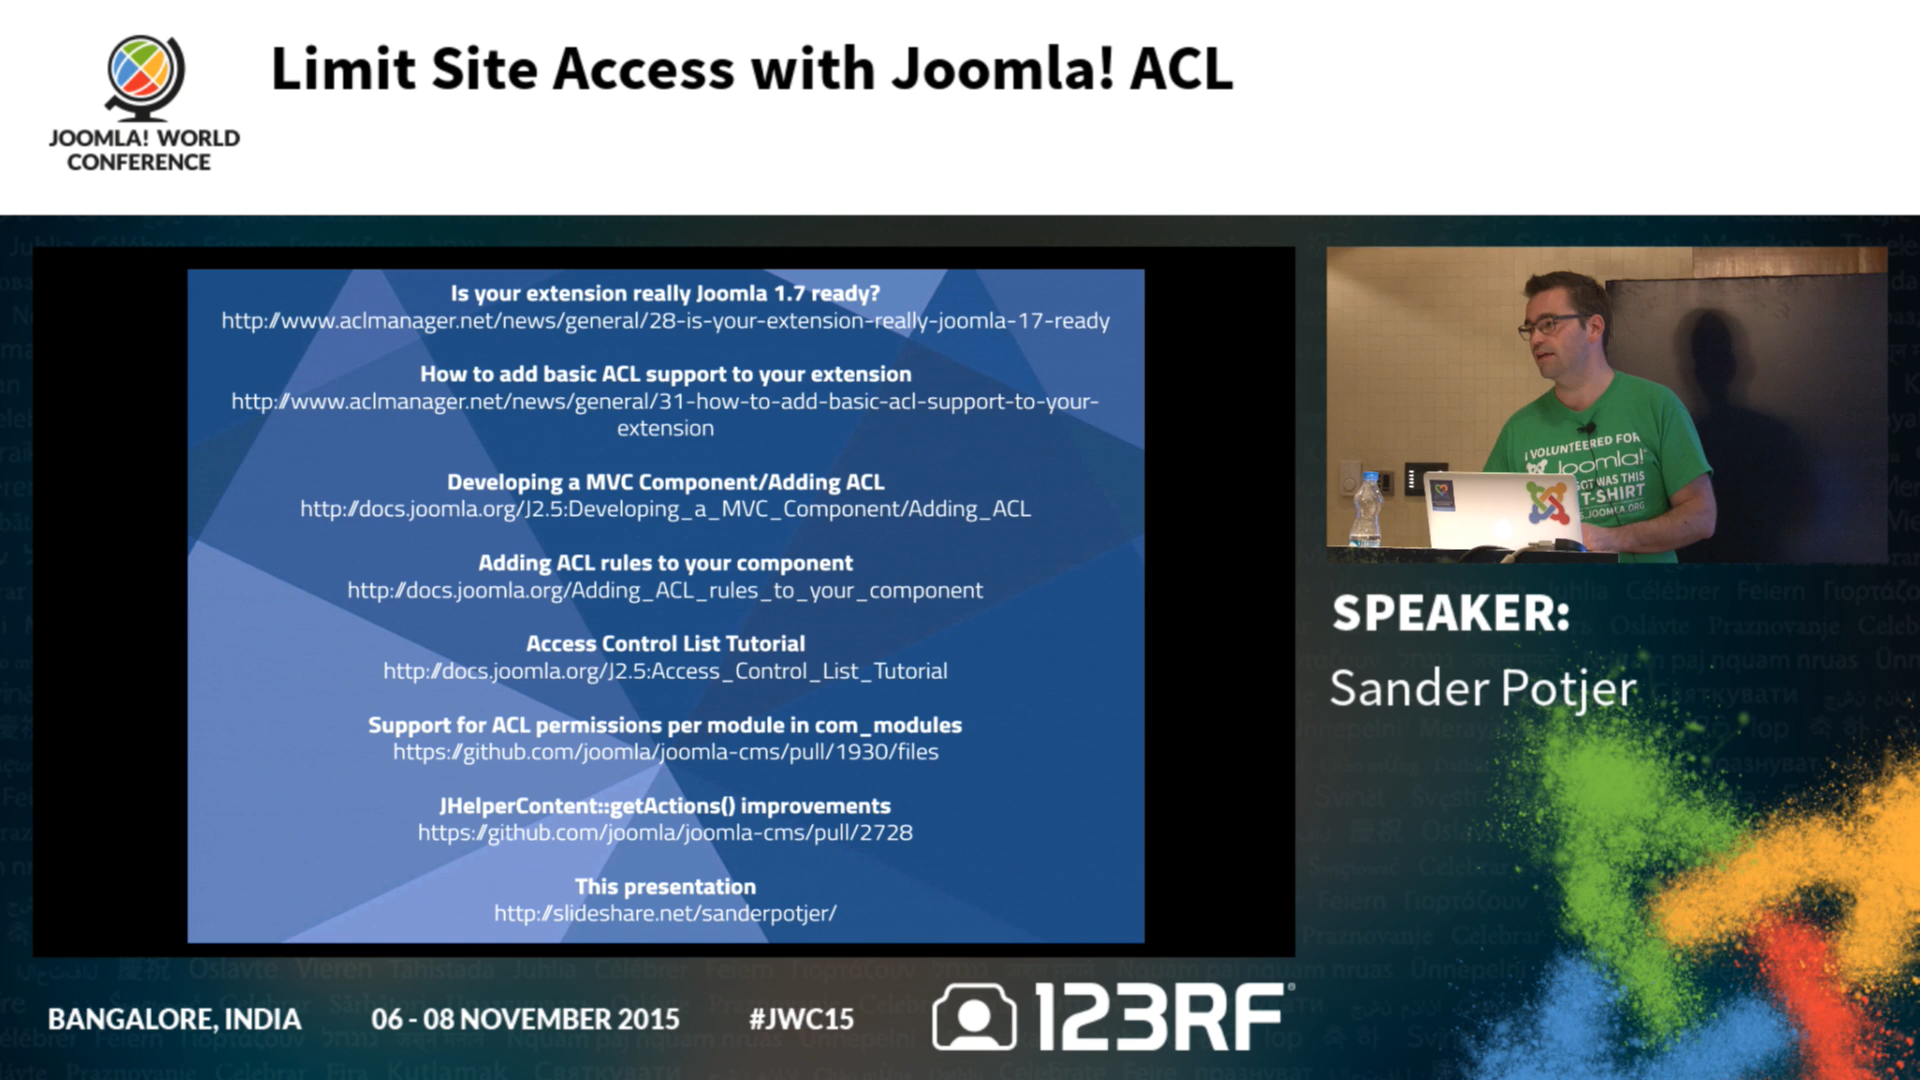 JOOMLA! WORLD
CONFERENCE
Limit Site Access with Joomla! ACL
Is your extension really Joomla 1.7 ready?
http://www.aclmanager.net/news/general/28-is-your-extension-really-joomla-17-ready
How to add basic ACL support to your extension
http://www.aclmanager.net/news/general/31-how-to-add-basic-acl-support-to-your-
extension
Developing a MVC Component/Adding ACL
http://docs.joomla.org/J2.5:Developing_a_MVC_Component/Adding_ACL
Adding ACL rules to your component
http://docs.joomla.org/Adding_ACL_rules_to_your_component
Access Control List Tutorial
http://docs.joomla.org/J2.5:Access_Control_List_Tutorial
Support for ACL permissions per module in com_modules
https://github.com/joomla/joomla-cms/pull/1930/files
JHelperContent::getActions() improvements
https://github.com/joomla/joomla-cms/pull/2728
This presentation
http://slideshare.net/sanderpotjer/
I VOLUNTEERED FOR
Joomla!
GOT WAS THIS
T-SHIRT
.JOOMLA.ORG
SPEAKER:
Sander Potjer
BANGALORE, INDIA
06 - 08 NOVEMBER 2015
#JWC15
123RF